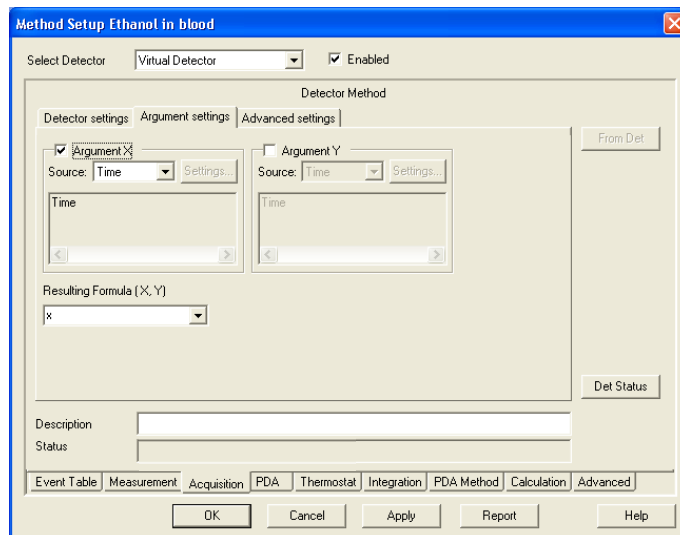 Method Setup Ethanol in blood
Select Detector Virtual Detector Enabled
Detector Method
Detector settings Argument settings Advanced settings
From Det
Argument X Argument Y
Source: Time Settings... Source: Time Settings...
Time Time
Resulting Formula (X, Y)
x
Det Status
Description
Status
Event Table Measurement Acquisition PDA Thermostat Integration PDA Method Calculation Advanced
OK Cancel Apply Report Help